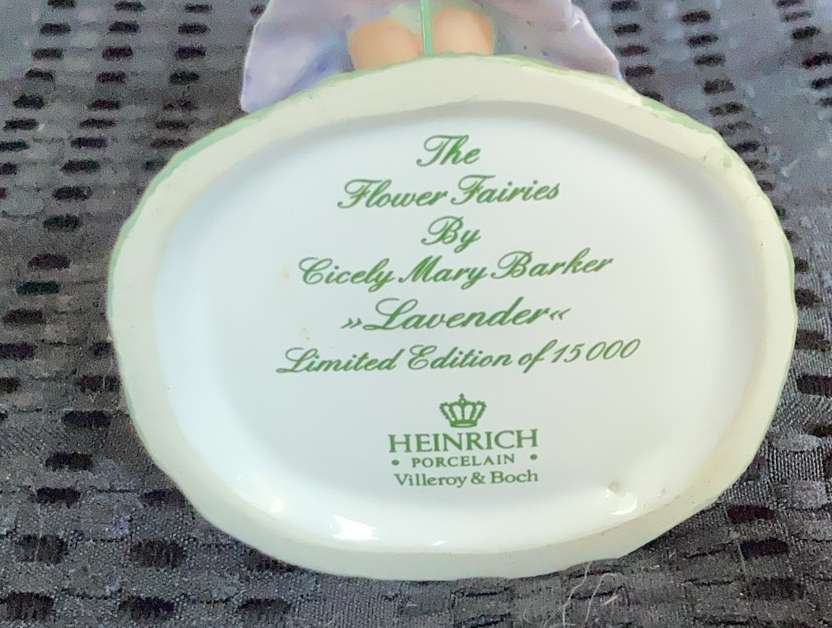 The
Flower Fairies
By
Cicely Mary Barker
»Lavender«
Limited Edition of 15000
HEINRICH
• PORCELAIN •
Villeroy & Boch